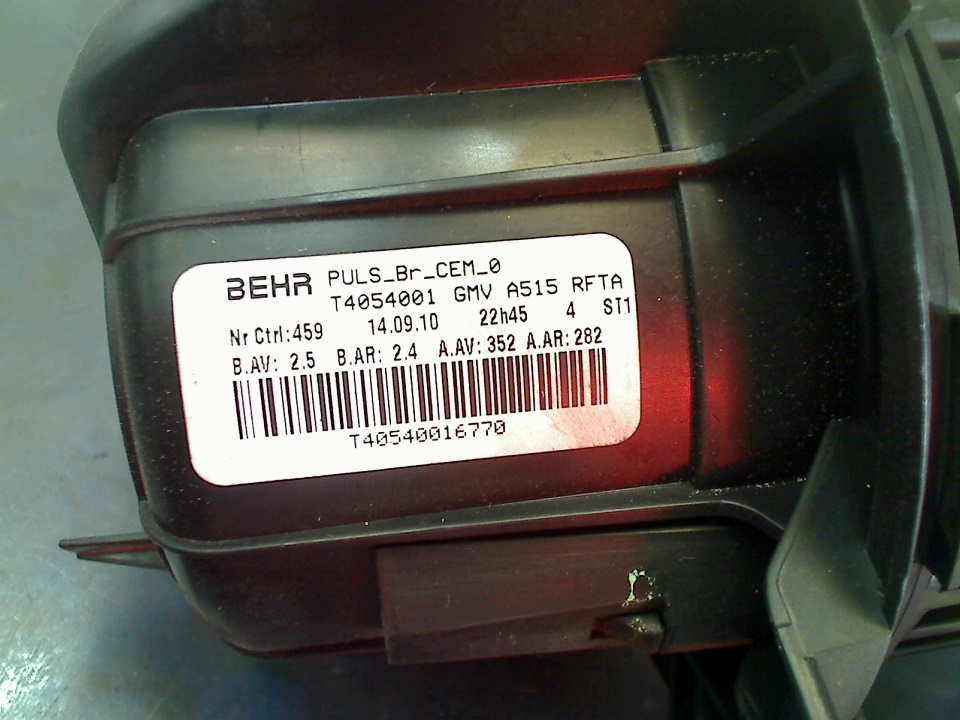 BEHR PULS_Br_CEM_0
T4054001 GMV A515 RFTA
Nr Ctrl:459 14.09.10 22h45 4 ST1
B.AV: 2.5 B.AR: 2.4 A.AV: 352 A.AR: 282
T40540016770